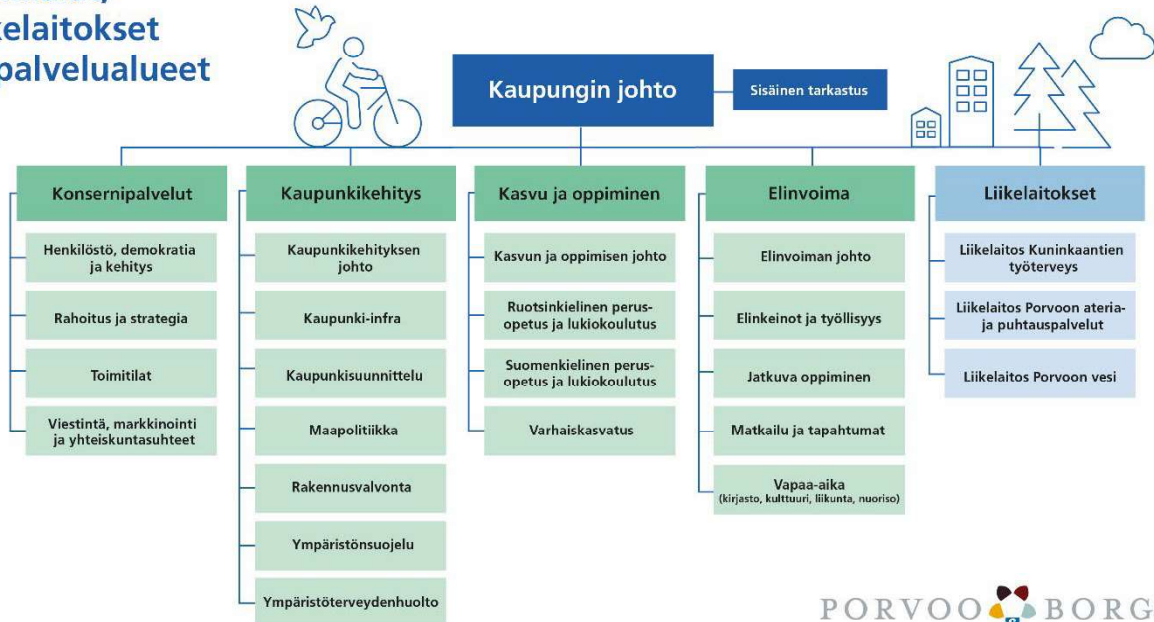 kelaitokset
palvelualueet
Kaupungin johto
Sisäinen tarkastus
Konsernipalvelut
Henkilöstö, demokratia
ja kehitys
Rahoitus ja strategia
Toimitilat
Viestintä, markkinointi
ja yhteiskuntasuhteet
Kaupunkikehitys
Kaupunkikehityksen
johto
Kaupunki-infra
Kaupunkisuunnittelu
Maapolitiikka
Rakennusvalvonta
Ympäristönsuojelu
Ympäristöterveydenhuolto
Kasvu ja oppiminen
Kasvun ja oppimisen johto
Ruotsinkielinen perus-
opetus ja lukiokoulutus
Suomenkielinen perus-
opetus ja lukiokoulutus
Varhaiskasvatus
Elinvoima
Elinvoiman johto
Elinkeinot ja työllisyys
Jatkuva oppiminen
Matkailu ja tapahtumat
Vapaa-aika
(kirjasto, kulttuuri, liikunta, nuoriso)
Liikelaitokset
Liikelaitos Kuninkaantien
työterveys
Liikelaitos Porvoon ateria-
ja puhtauspalvelut
Liikelaitos Porvoon vesi
PORVOO BORG